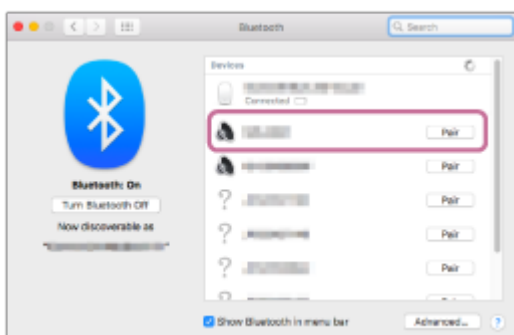 Bluetooth
Search
Devices
Connected
Pair
Pair
Pair
Pair
Pair
Bluetooth: On
Turn Bluetooth Off
Now discoverable as
Show Bluetooth in menu bar
Advanced...
?